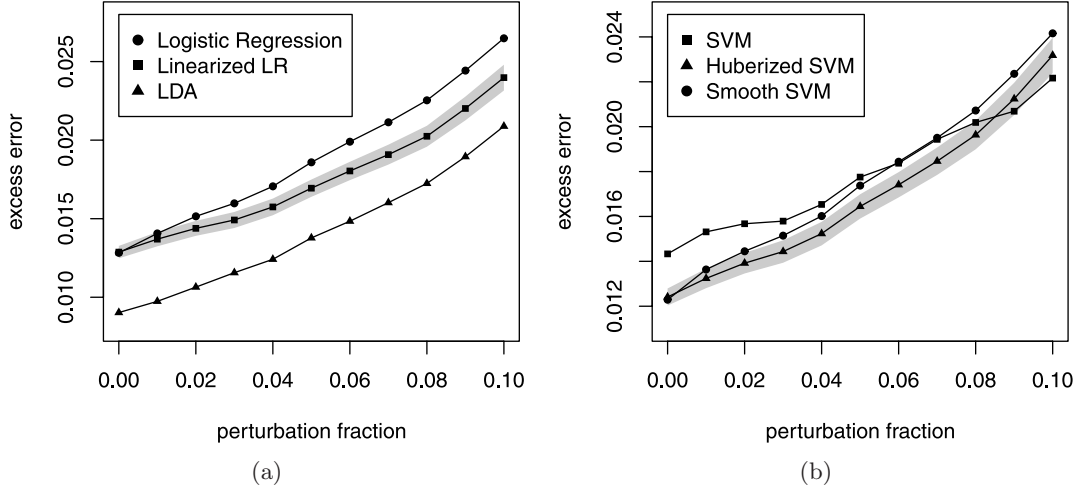 Logistic Regression
Linearized LR
LDA
excess error
0.025
0.020
0.015
0.010
0.00 0.02 0.04 0.06 0.08 0.10
perturbation fraction
(a)
SVM
Huberized SVM
Smooth SVM
excess error
0.024
0.020
0.016
0.012
0.00 0.02 0.04 0.06 0.08 0.10
perturbation fraction
(b)